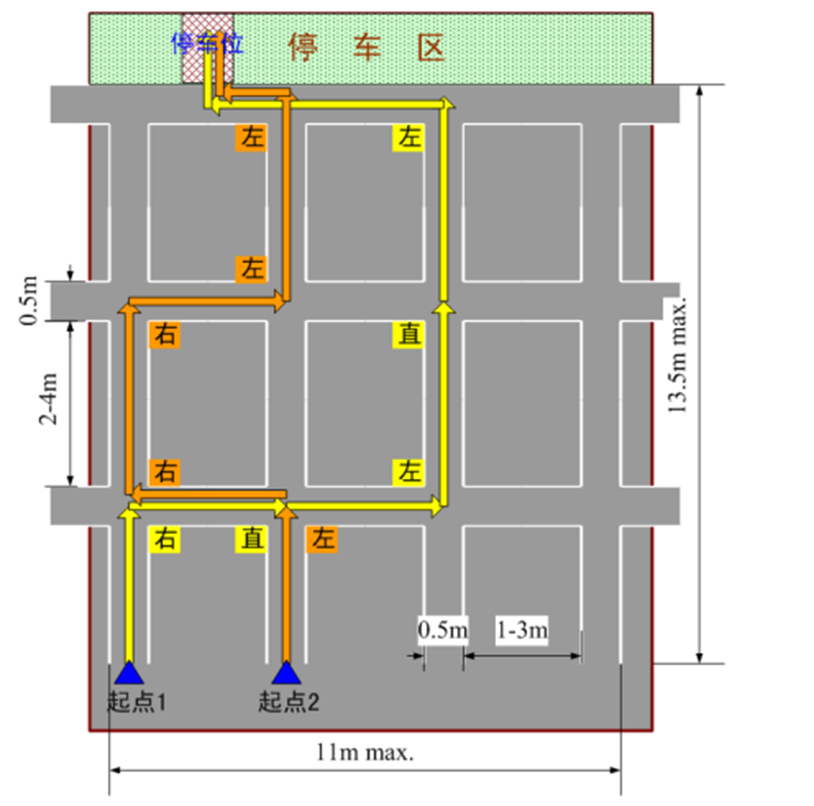 停车位
停 车 区
左
左
左
0.5m
右
直
2-4m
13.5m max.
右
左
右
直
左
0.5m
1-3m
起点1
起点2
11m max.